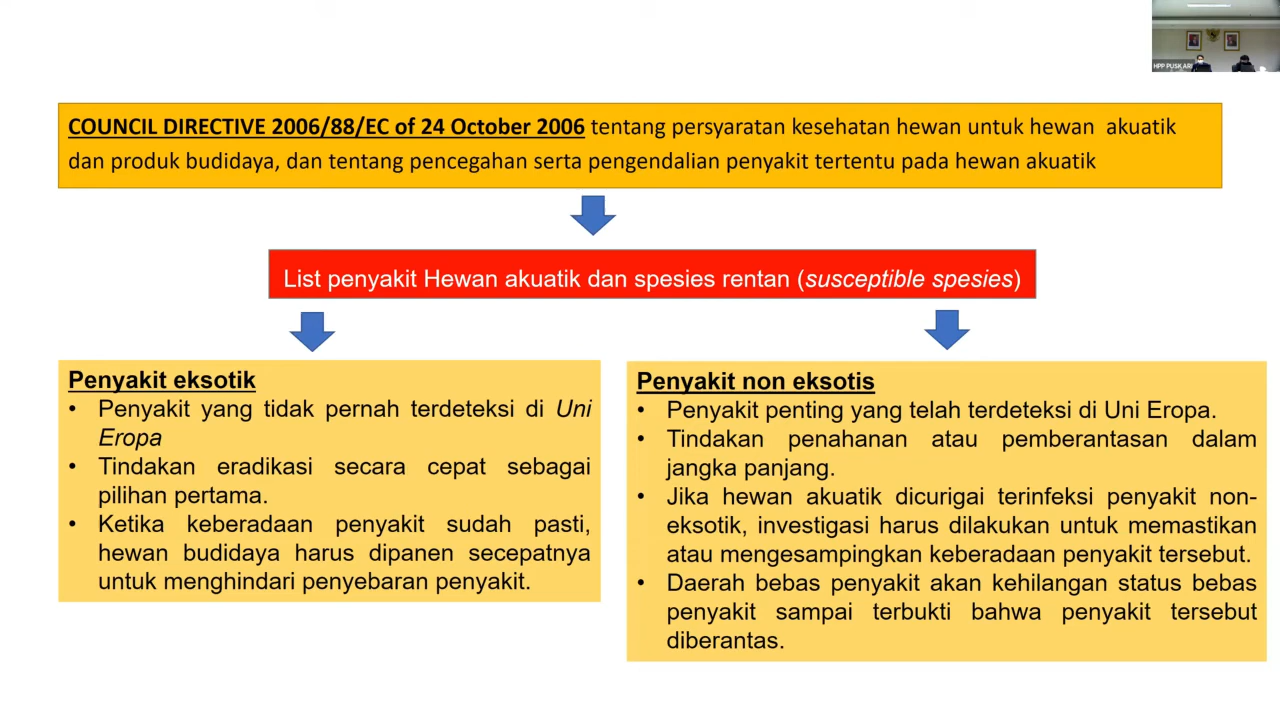 HPP PUSK ARI
COUNCIL DIRECTIVE 2006/88/EC of 24 October 2006 tentang persyaratan kesehatan hewan untuk hewan akuatik
dan produk budidaya, dan tentang pencegahan serta pengendalian penyakit tertentu pada hewan akuatik
List penyakit Hewan akuatik dan spesies rentan (susceptible spesies)
Penyakit eksotik
• Penyakit yang tidak pernah terdeteksi di Uni
Eropa
• Tindakan eradikasi secara cepat sebagai
pilihan pertama.
• Ketika keberadaan penyakit sudah pasti,
hewan budidaya harus dipanen secepatnya
untuk menghindari penyebaran penyakit.
Penyakit non eksotis
• Penyakit penting yang telah terdeteksi di Uni Eropa.
• Tindakan penahanan atau pemberantasan dalam
jangka panjang.
• Jika hewan akuatik dicurigai terinfeksi penyakit non-
eksotik, investigasi harus dilakukan untuk memastikan
atau mengesampingkan keberadaan penyakit tersebut.
• Daerah bebas penyakit akan kehilangan status bebas
penyakit sampai terbukti bahwa penyakit tersebut
diberantas.